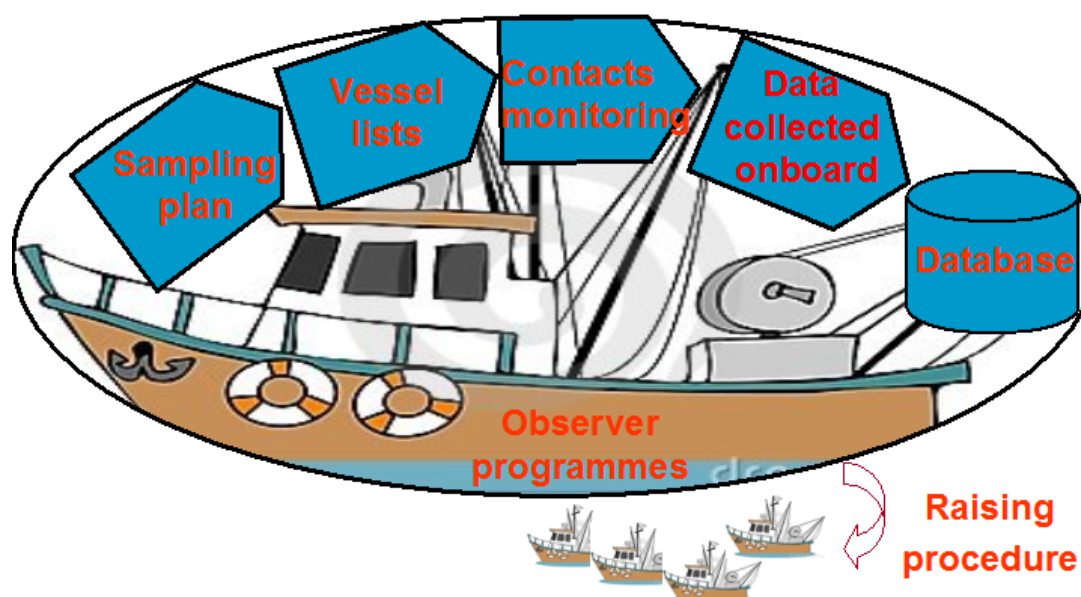 Sampling
plan
Vessel
lists
Contacts
monitoring
Data
collected
onboard
Database
Observer
programmes
Raising
procedure